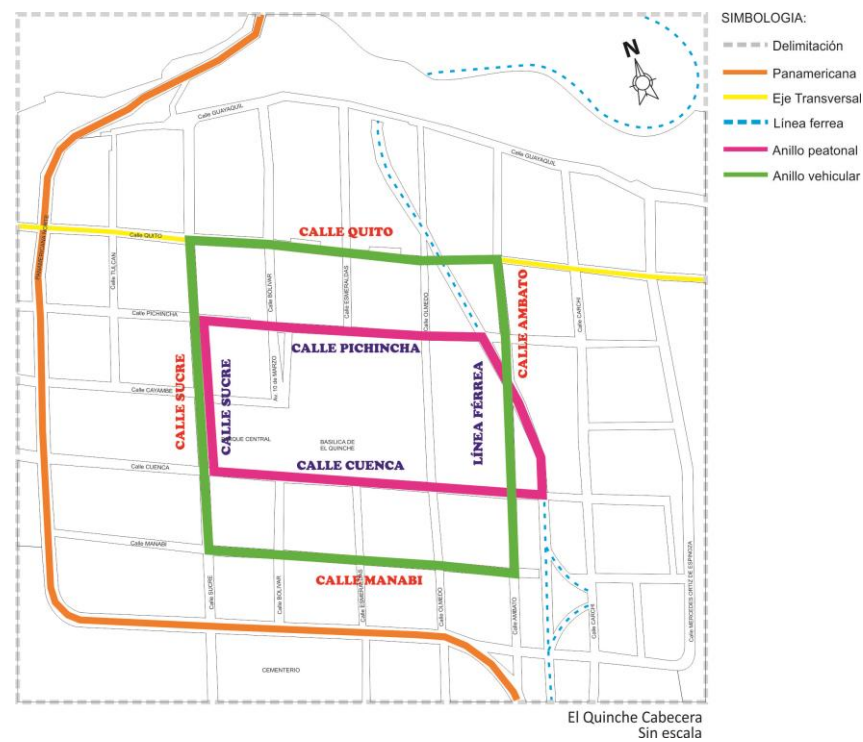 SIMBOLOGIA:
Delimitación
Panamericana
Eje Transversal
Línea ferrea
Anillo peatonal
Anillo vehicular
N
Calle GUAYAQUIL
Calle GUAYAQUIL
PANAMERICANA NORTE
Calle QUITO
CALLE QUITO
Calle TULCAN
Calle BOLIVAR
Calle ESMERALDAS
Calle OLMEDO
CALLE AMBATO
Calle CARCHI
Calle PICHINCHA
CALLE PICHINCHA
CALLE SUCRE
CALLE SUCRE
Av. 10 de MARZO
LÍNEA FÉRREA
Calle CAYAMBE
PARQUE CENTRAL
BASILICA DE
EL QUINCHE
Calle CUENCA
CALLE CUENCA
Calle MANABI
CALLE MANABI
Calle SUCRE
Calle BOLIVAR
Calle ESMERALDAS
Calle OLMEDO
Calle AMBATO
Calle CARCHI
Calle MERCEDES ORTIZ DE ESPINOZA
CEMENTERIO
El Quinche Cabecera
Sin escala